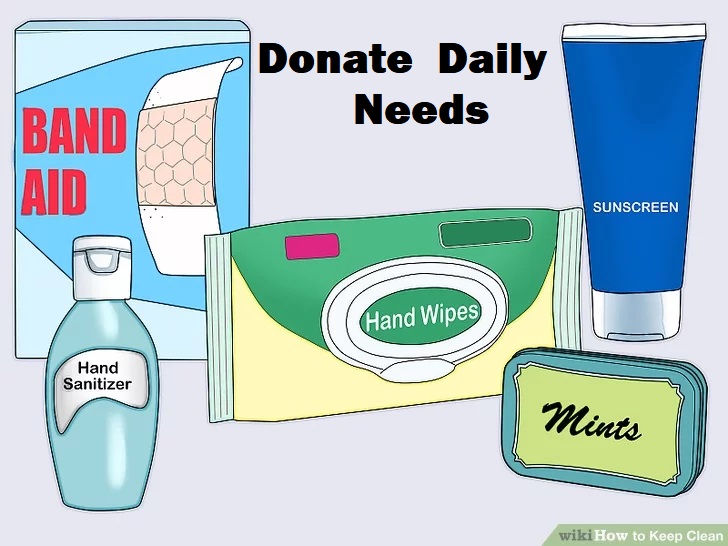 Donate Daily
Needs
BAND
AID
SUNSCREEN
Hand Wipes
Hand
Sanitizer
Mints
wikiHow to Keep Clean